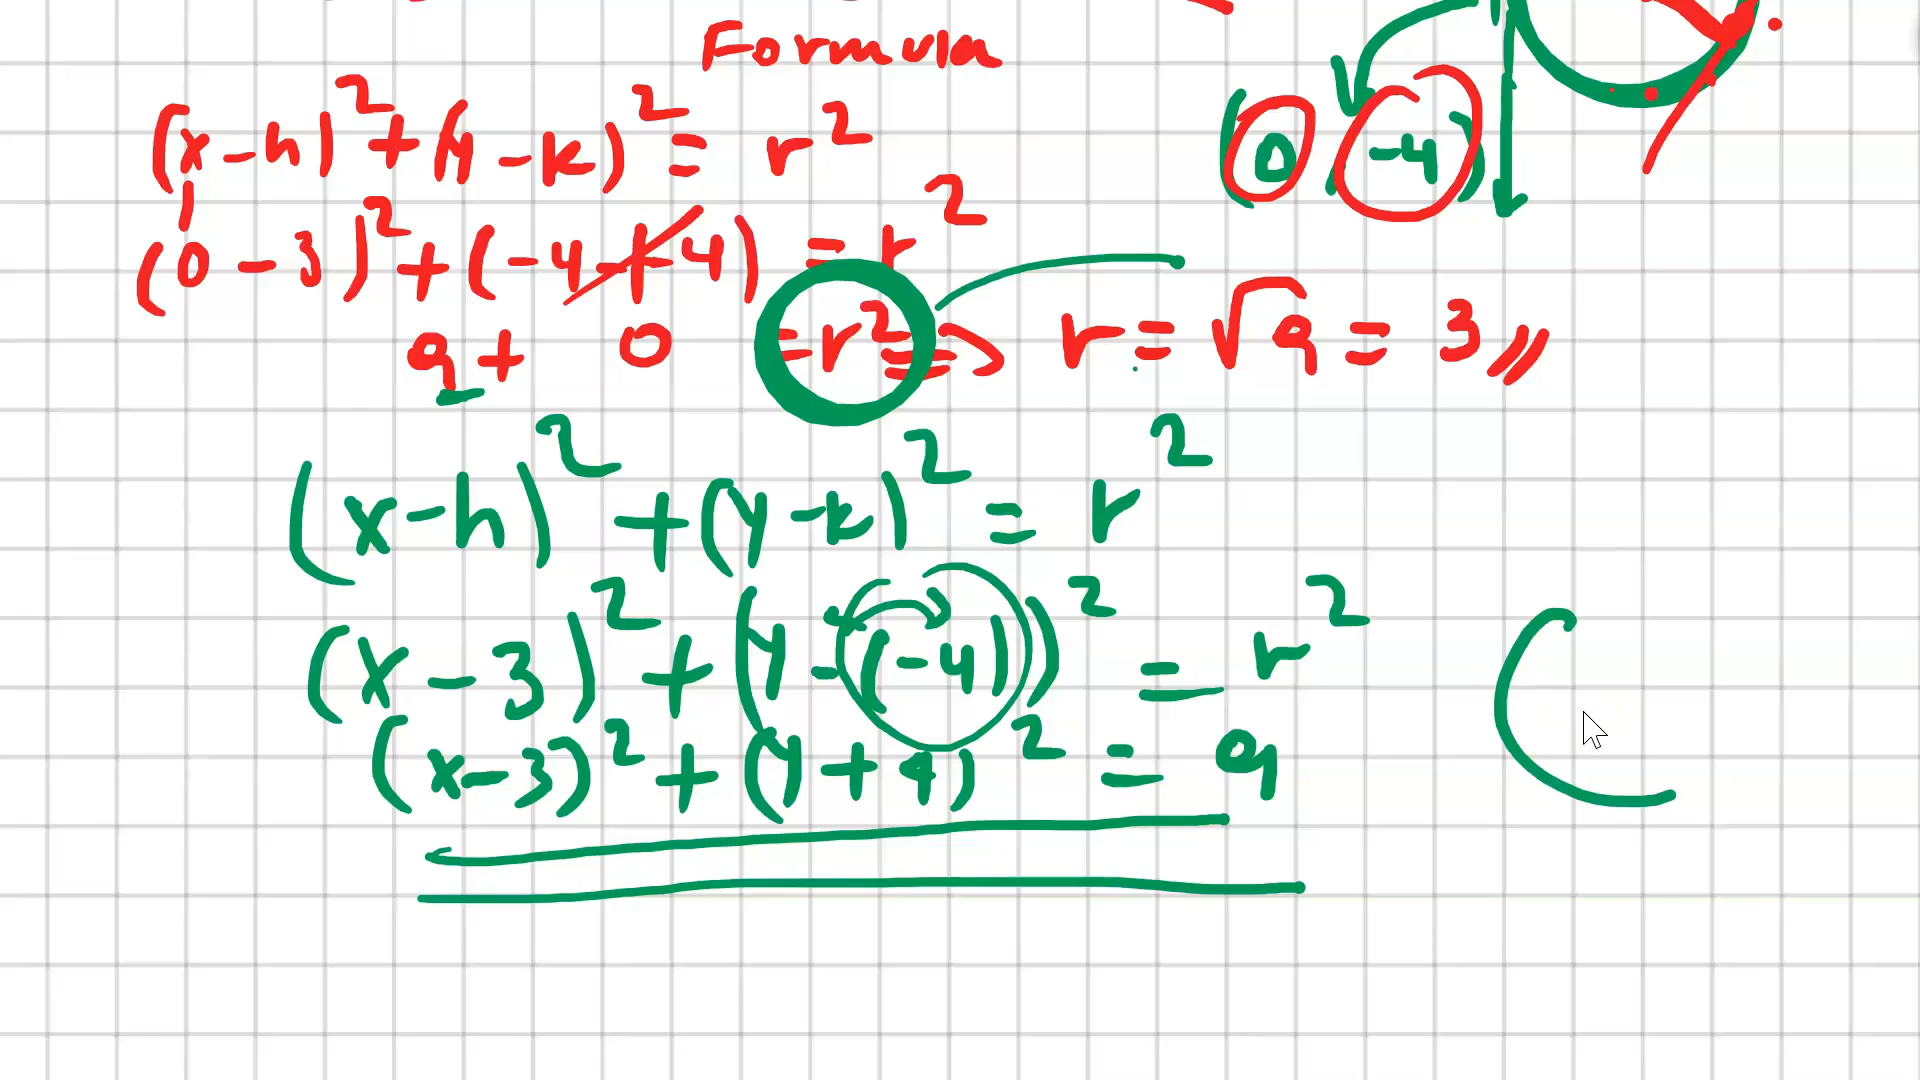 Formula
(x-h)²+(y-k)²= r²
(0 -4)
(0-3)²+(-4+4) = r²
9+ 0 =r² => r=√9=3//
(x-h)²+(y-k)² = r²
(x-3)²+(y-(-4))² = r²
(x-3)²+(y+4)² = 9
(